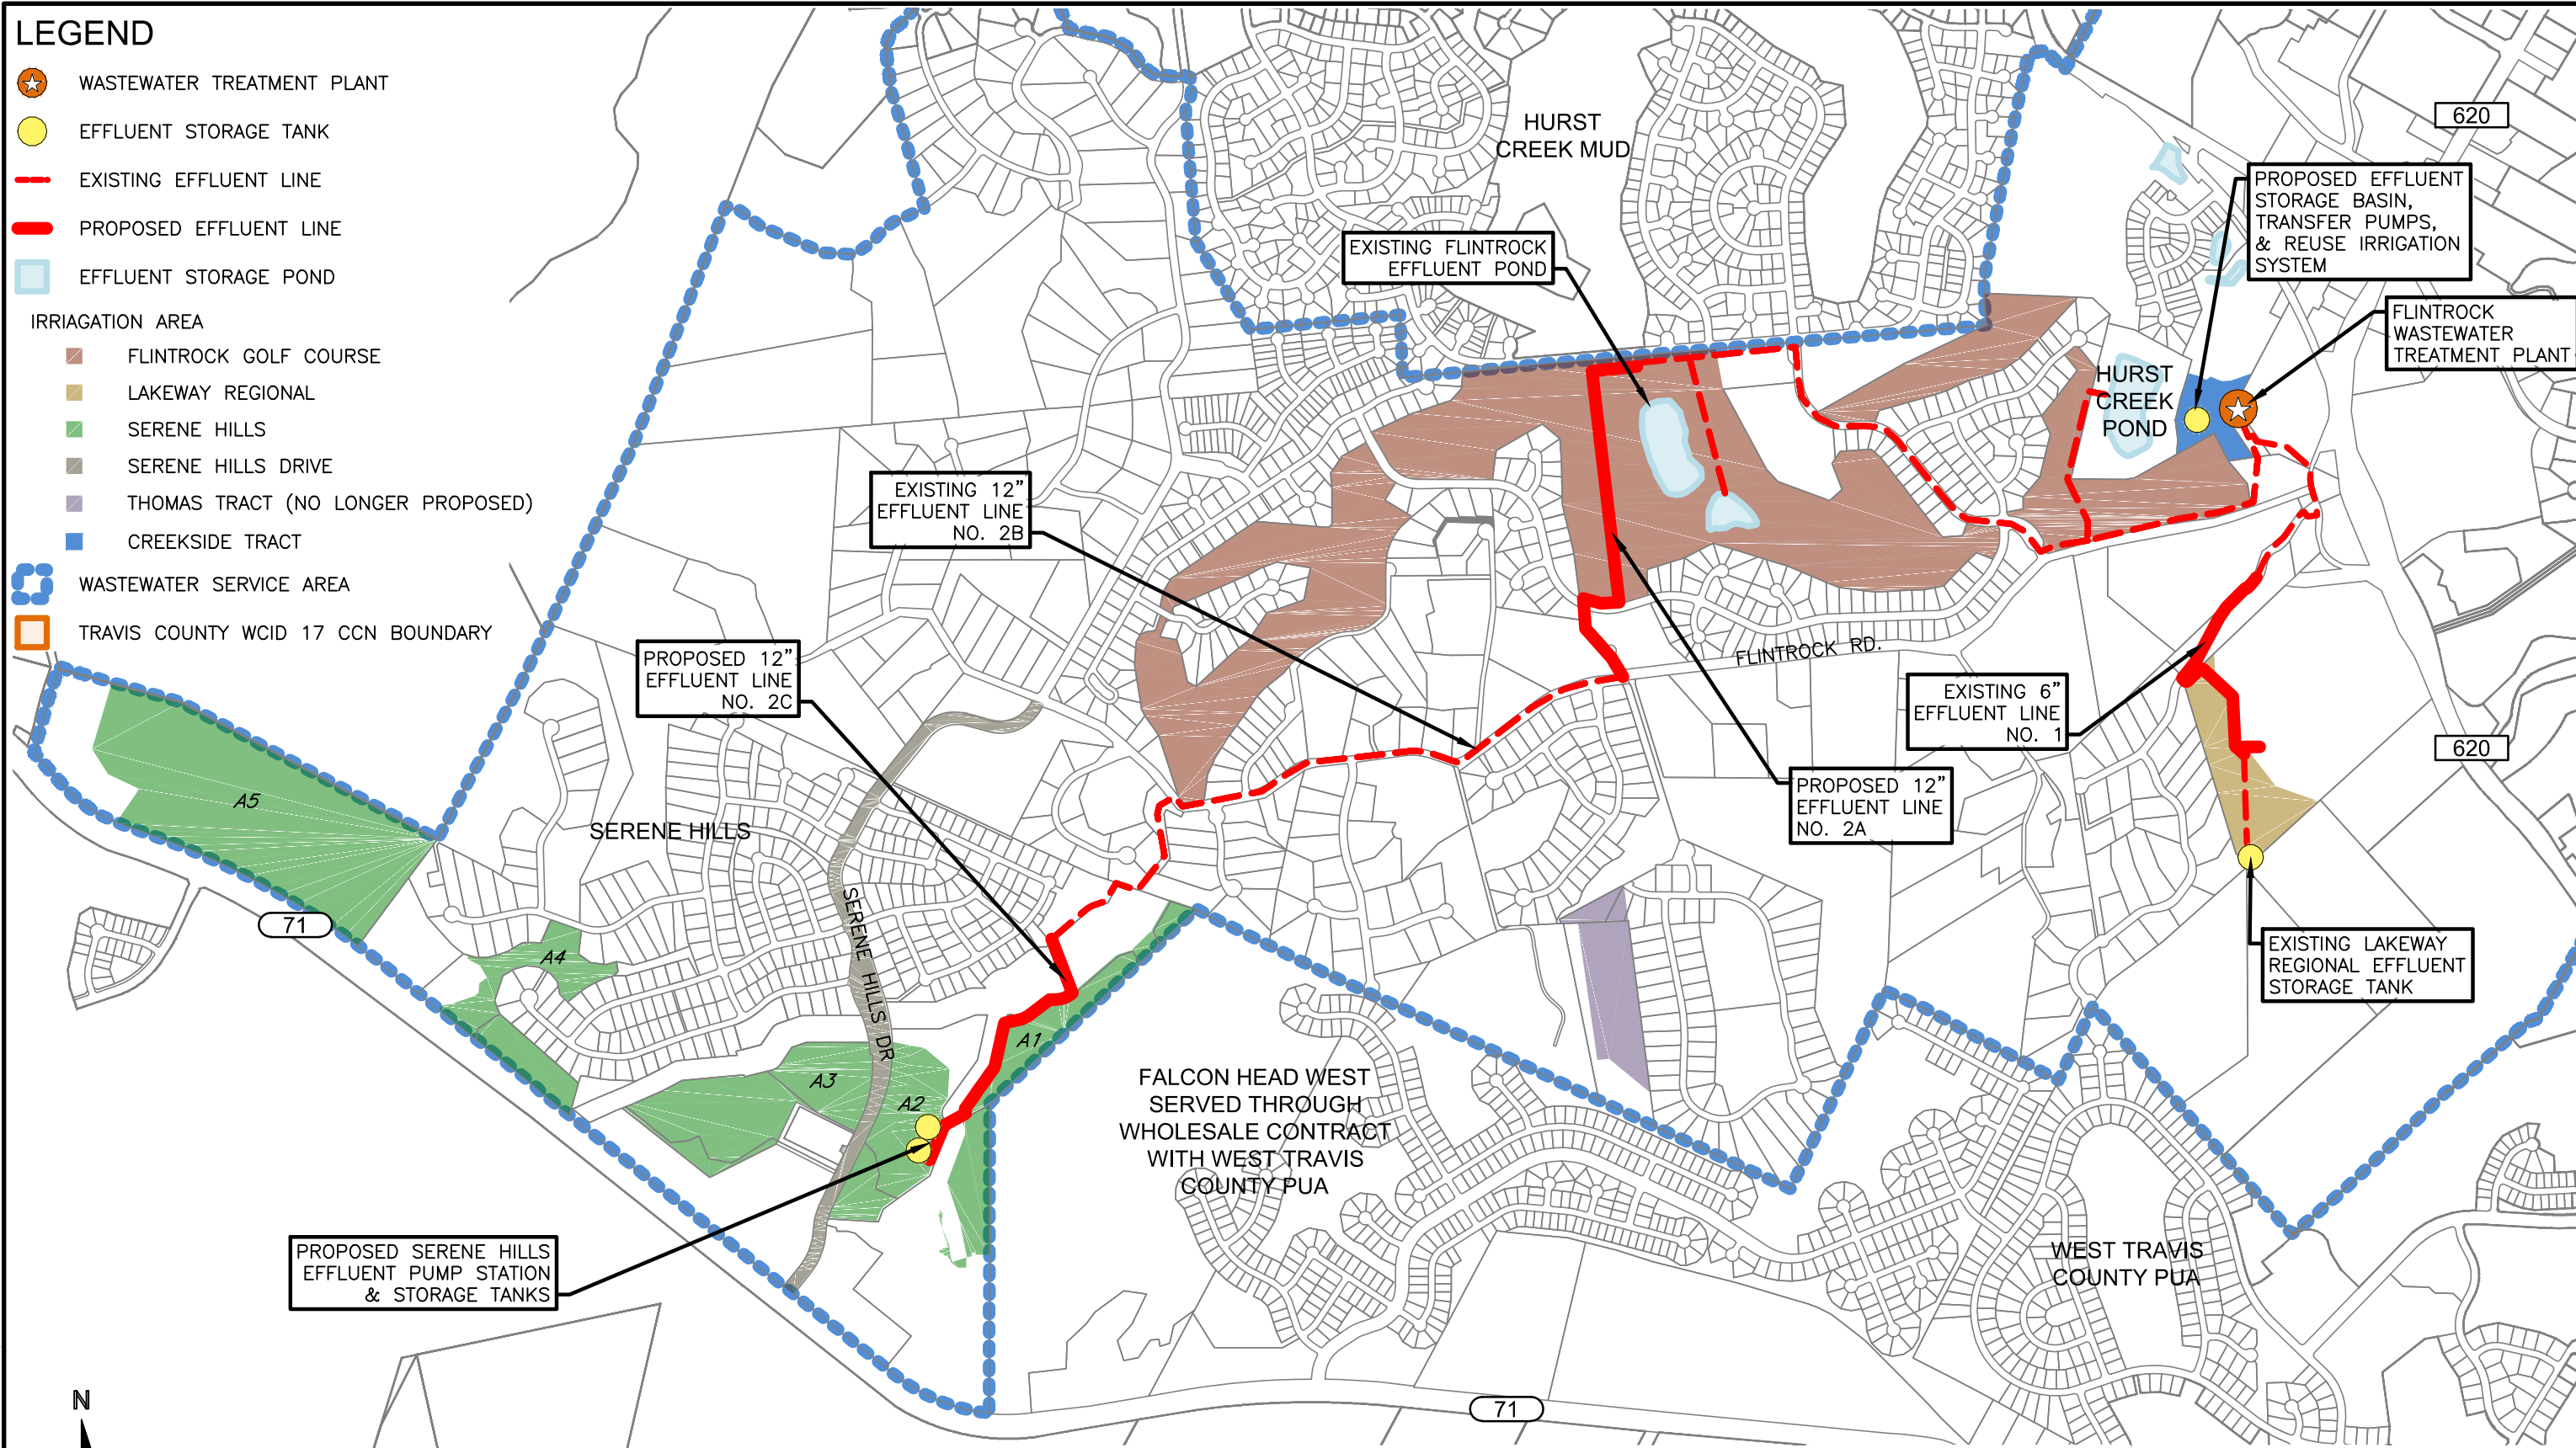 LEGEND
WASTEWATER TREATMENT PLANT
EFFLUENT STORAGE TANK
EXISTING EFFLUENT LINE
PROPOSED EFFLUENT LINE
EFFLUENT STORAGE POND
IRRIAGATION AREA
FLINTROCK GOLF COURSE
LAKEWAY REGIONAL
SERENE HILLS
SERENE HILLS DRIVE
THOMAS TRACT (NO LONGER PROPOSED)
CREEKSIDE TRACT
WASTEWATER SERVICE AREA
TRAVIS COUNTY WCID 17 CCN BOUNDARY
HURST
CREEK MUD
620
PROPOSED EFFLUENT
STORAGE BASIN,
TRANSFER PUMPS,
& REUSE IRRIGATION
SYSTEM
EXISTING FLINTROCK
EFFLUENT POND
FLINTROCK
WASTEWATER
TREATMENT PLANT
HURST
CREEK
POND
EXISTING 12"
EFFLUENT LINE
NO. 2B
PROPOSED 12"
EFFLUENT LINE
NO. 2C
FLINTROCK RD.
EXISTING 6"
EFFLUENT LINE
NO. 1
620
PROPOSED 12"
EFFLUENT LINE
NO. 2A
A5
SERENE HILLS
71
SERENE HILLS DR
A4
EXISTING LAKEWAY
REGIONAL EFFLUENT
STORAGE TANK
A1
A3
A2
FALCON HEAD WEST
SERVED THROUGH
WHOLESALE CONTRACT
WITH WEST TRAVIS
COUNTY PUA
PROPOSED SERENE HILLS
EFFLUENT PUMP STATION
& STORAGE TANKS
WEST TRAVIS
COUNTY PUA
71
N